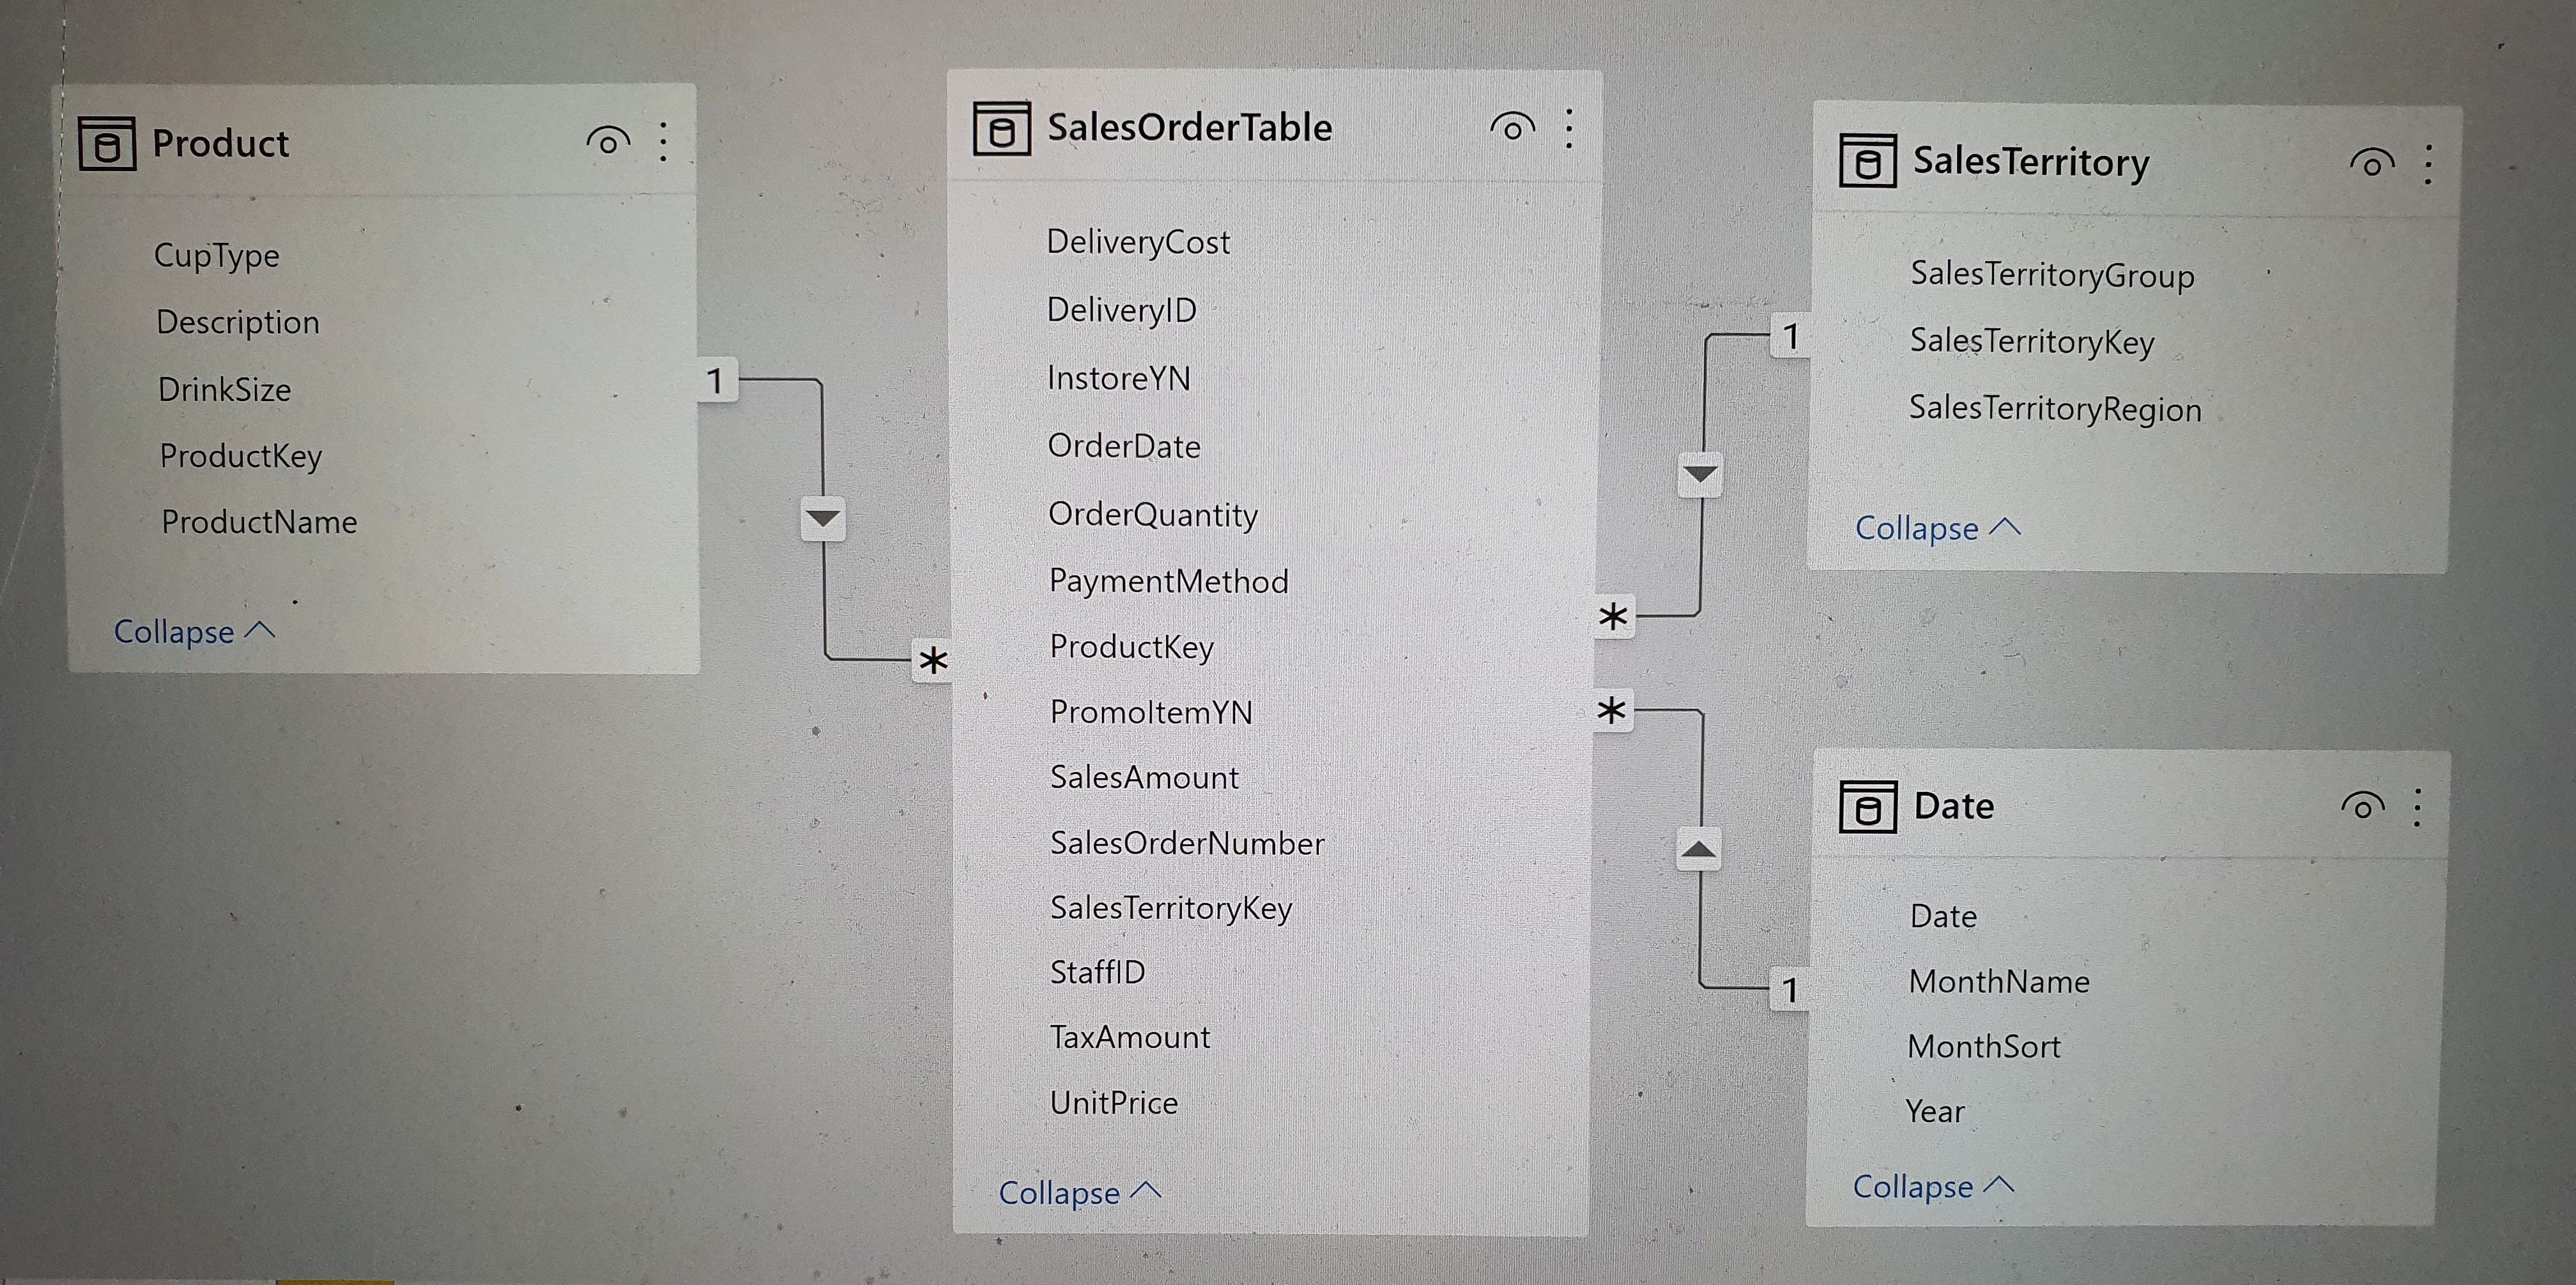 Product
CupType
Description
DrinkSize
ProductKey
ProductName
Collapse
1
*
SalesOrderTable
DeliveryCost
DeliveryID
InstoreYN
OrderDate
OrderQuantity
PaymentMethod
ProductKey
PromoItemYN
SalesAmount
SalesOrderNumber
SalesTerritoryKey
StaffID
TaxAmount
UnitPrice
Collapse
1
*
SalesTerritory
SalesTerritoryGroup
SalesTerritoryKey
SalesTerritoryRegion
Collapse
*
1
Date
Date
MonthName
MonthSort
Year
Collapse